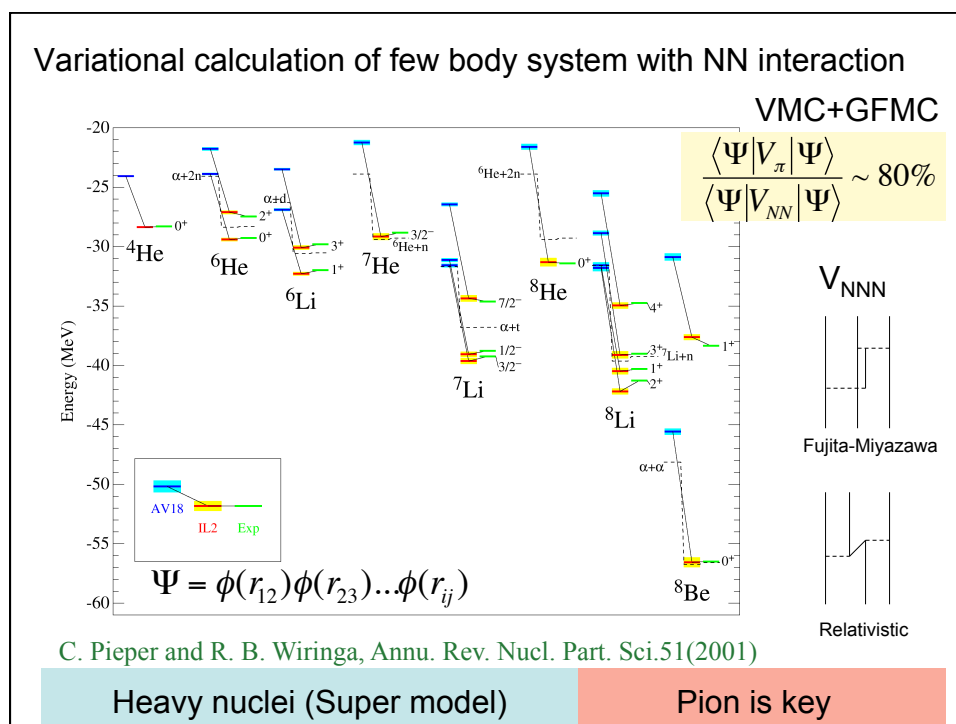 Variational calculation of few body system with NN interaction
VMC+GFMC
⟨Ψ|V_π|Ψ⟩ / ⟨Ψ|V_NN|Ψ⟩ ~ 80%
Energy (MeV)
-20
-25
-30
-35
-40
-45
-50
-55
-60
0⁺
⁴He
α+2n
2⁺
0⁺
⁶He
α+d
3⁺
1⁺
⁶Li
3/2⁻
⁶He+n
⁷He
7/2⁻
α+t
1/2⁻
3/2⁻
⁷Li
⁶He+2n
0⁺
⁸He
4⁺
3⁺
⁷Li+n
1⁺
2⁺
⁸Li
1⁺
α+α
0⁺
⁸Be
AV18
IL2
Exp
Ψ = ϕ(r₁₂)ϕ(r₂₃)...ϕ(r_ij)
V_NNN
Fujita-Miyazawa
Relativistic
C. Pieper and R. B. Wiringa, Annu. Rev. Nucl. Part. Sci.51(2001)
Heavy nuclei (Super model)
Pion is key